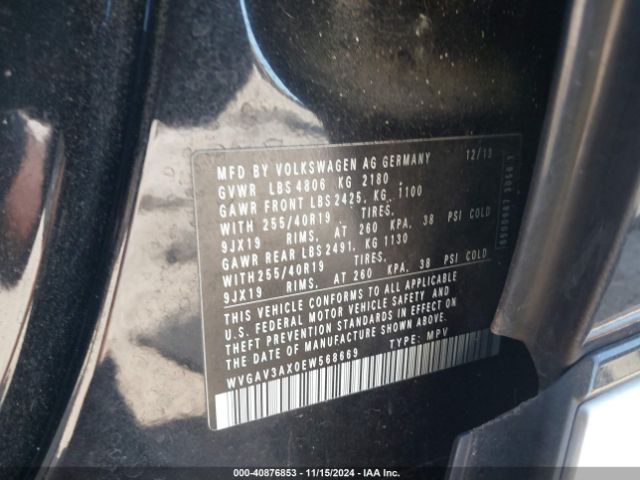 MFD BY VOLKSWAGEN AG GERMANY 12/13
GVWR LBS 4806 KG 2180
GAWR FRONT LBS 2425, KG 1100
WITH 255/40R19 TIRES,
9JX19 RIMS, AT 260 KPA, 38 PSI COLD
GAWR REAR LBS 2491, KG 1130
WITH 255/40R19 TIRES,
9JX19 RIMS, AT 260 KPA, 38 PSI COLD
THIS VEHICLE CONFORMS TO ALL APPLICABLE
U.S. FEDERAL MOTOR VEHICLE SAFETY AND
THEFT PREVENTION STANDARDS IN EFFECT ON
THE DATE OF MANUFACTURE SHOWN ABOVE.
WVGAV3AX0EW568669 TYPE: MPV
000-40876853 - 11/15/2024 - IAA Inc.